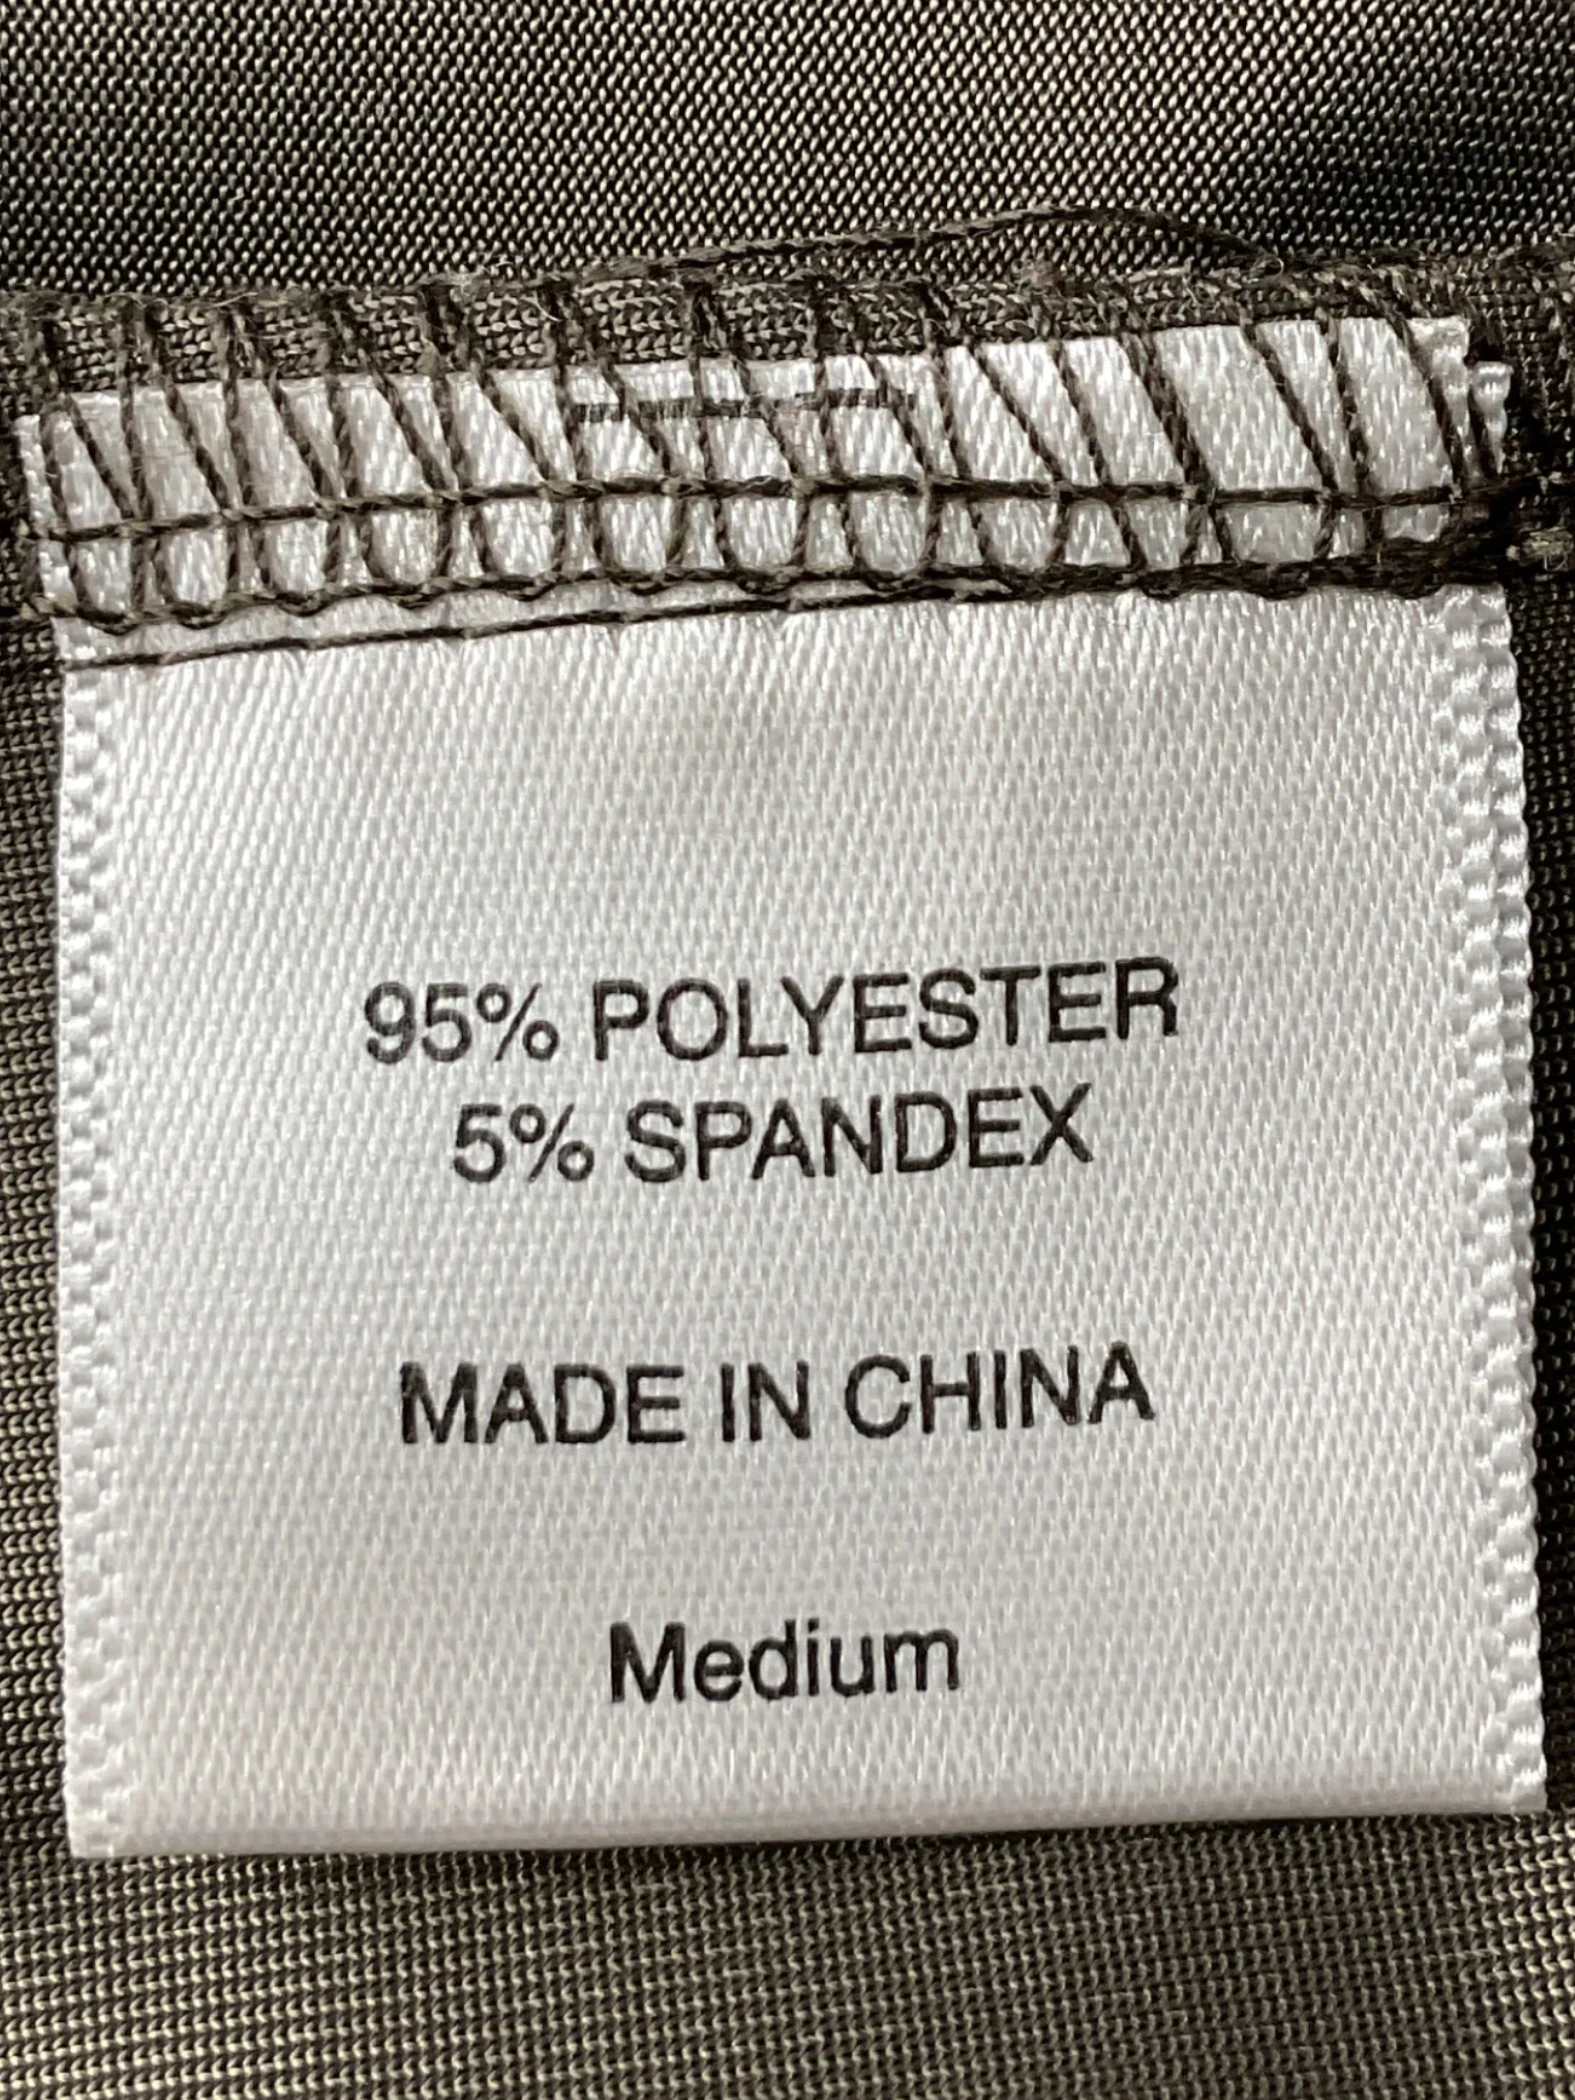 95% POLYESTER
5% SPANDEX
MADE IN CHINA
Medium